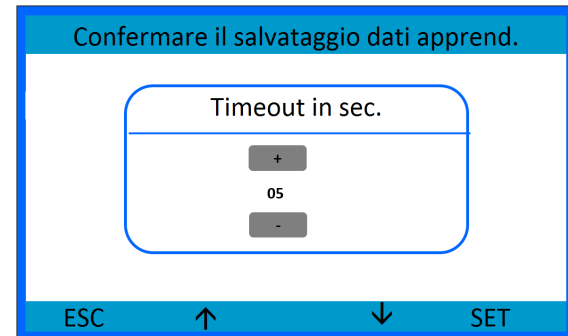 Confermare il salvataggio dati apprend.
Timeout in sec.
+
05
-
ESC ↑ ↓ SET